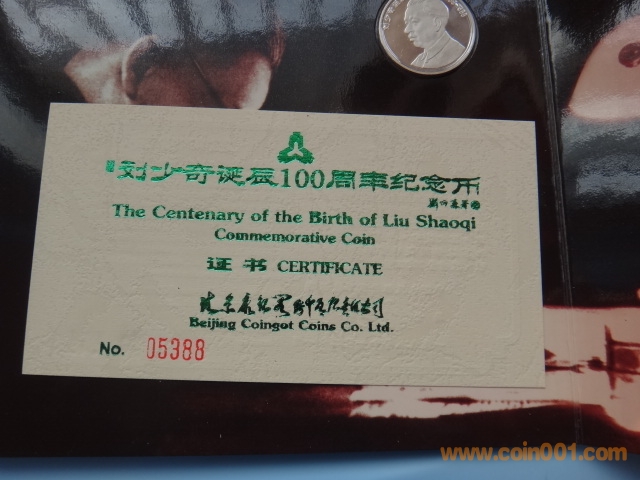 刘少奇诞辰100周年纪念币
The Centenary of the Birth of Liu Shaoqi
Commemorative Coin
证书 CERTIFICATE
Beijing Coingot Coins Co. Ltd.
No. 05388
www.coin001.com